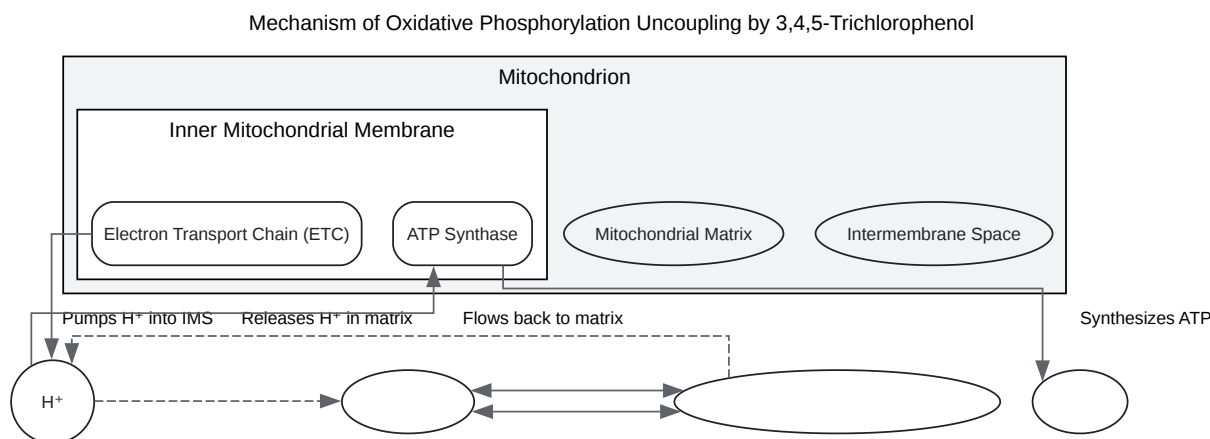 Mechanism of Oxidative Phosphorylation Uncoupling by 3,4,5-Trichlorophenol
Mitochondrion
Inner Mitochondrial Membrane
Electron Transport Chain (ETC)
ATP Synthase
Mitochondrial Matrix
Intermembrane Space
Pumps H⁺ into IMS
Releases H⁺ in matrix
Flows back to matrix
Synthesizes ATP
H⁺